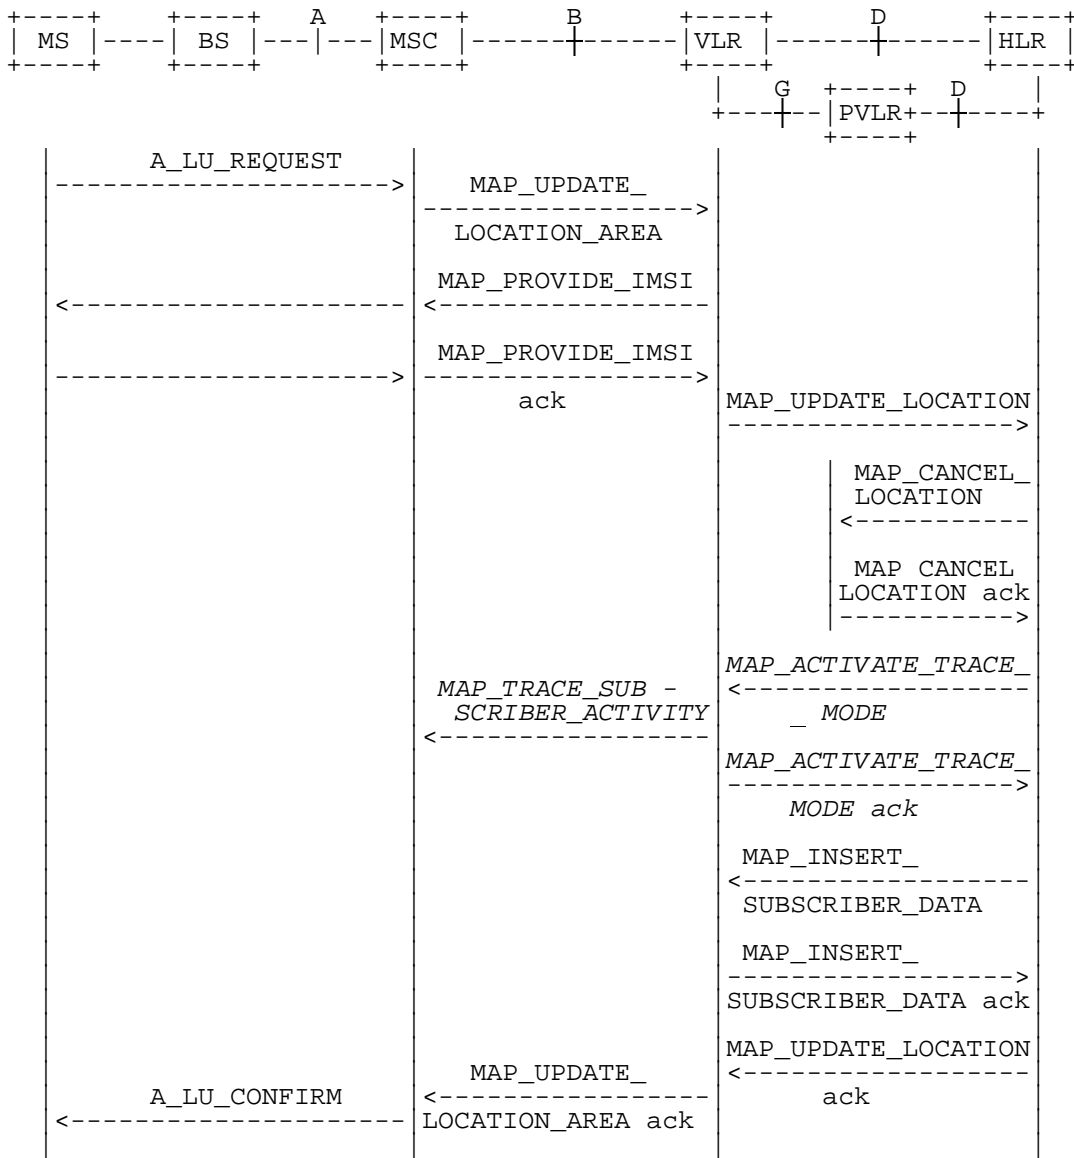 A B D
MS BS MSC VLR HLR
G D
PVLR
A_LU_REQUEST
MAP_UPDATE_
LOCATION_AREA
MAP_PROVIDE_IMSI
MAP_PROVIDE_IMSI
ack
MAP_UPDATE_LOCATION
MAP_CANCEL_
LOCATION
MAP CANCEL
LOCATION ack
MAP_ACTIVATE_TRACE_
_ MODE
MAP_TRACE_SUB -
SCRIBER_ACTIVITY
MAP_ACTIVATE_TRACE_
MODE ack
MAP_INSERT_
SUBSCRIBER_DATA
MAP_INSERT_
SUBSCRIBER_DATA ack
MAP_UPDATE_LOCATION
ack
MAP_UPDATE_
LOCATION_AREA ack
A_LU_CONFIRM